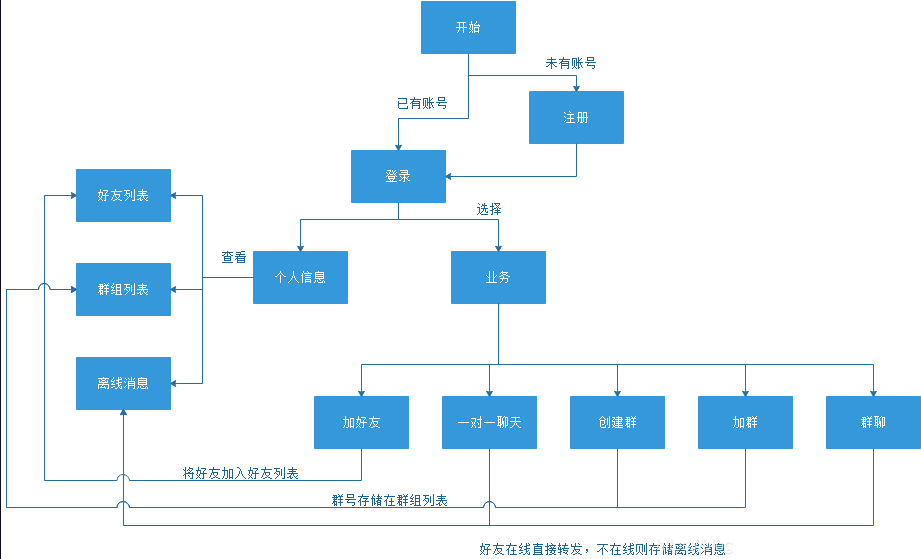 开始
未有账号
已有账号
注册
登录
选择
好友列表
查看
个人信息
业务
群组列表
离线消息
加好友
一对一聊天
创建群
加群
群聊
将好友加入好友列表
群号存储在群组列表
好友在线直接转发，不在线则存储离线消息